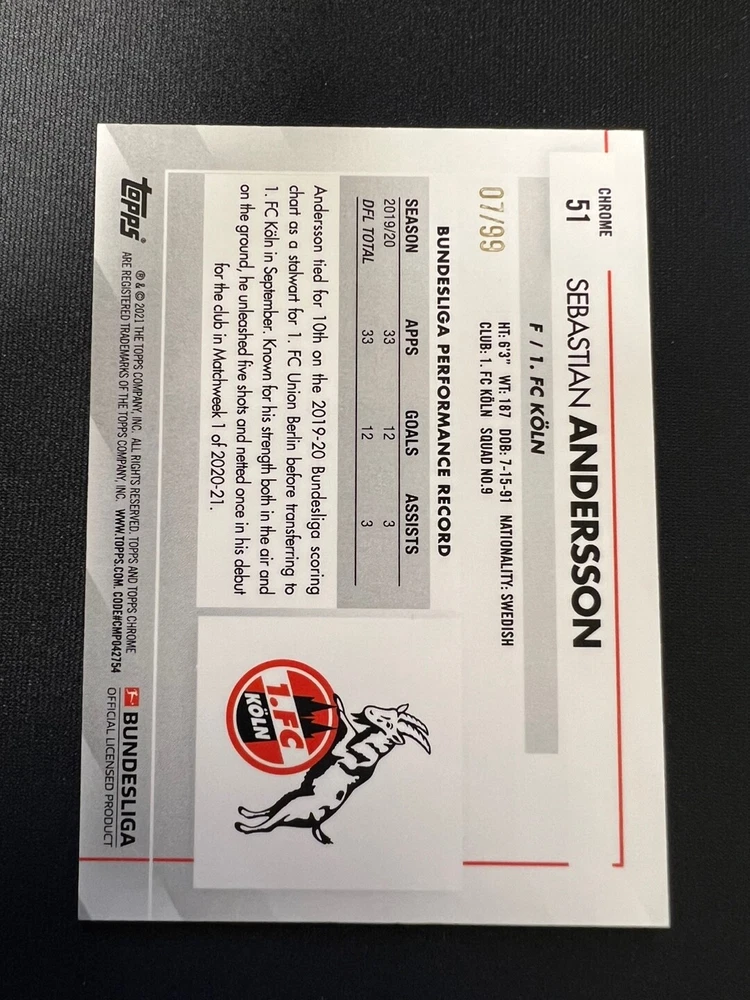 CHROME
51
SEBASTIAN ANDERSSON
F / 1. FC KÖLN
07/99
HT: 6'3" WT: 187 DOB: 7-15-91 NATIONALITY: SWEDISH
CLUB: 1. FC KÖLN SQUAD NO.9
BUNDESLIGA PERFORMANCE RECORD
SEASON APPS GOALS ASSISTS
2019/20 33 12 3
DFL TOTAL 33 12 3
Andersson tied for 10th on the 2019-20 Bundesliga scoring
chart as a stalwart for 1. FC Union Berlin before transferring to
1. FC Köln in September. Known for his strength both in the air and
on the ground, he unleashed five shots and netted once in his debut
for the club in Matchweek 1 of 2020-21.
1. FC
KÖLN
topps®
® & © 2021 THE TOPPS COMPANY, INC. ALL RIGHTS RESERVED. TOPPS AND TOPPS CHROME
ARE REGISTERED TRADEMARKS OF THE TOPPS COMPANY, INC. WWW.TOPPS.COM. CODE#CMP042754
BUNDESLIGA
OFFICIAL LICENSED PRODUCT